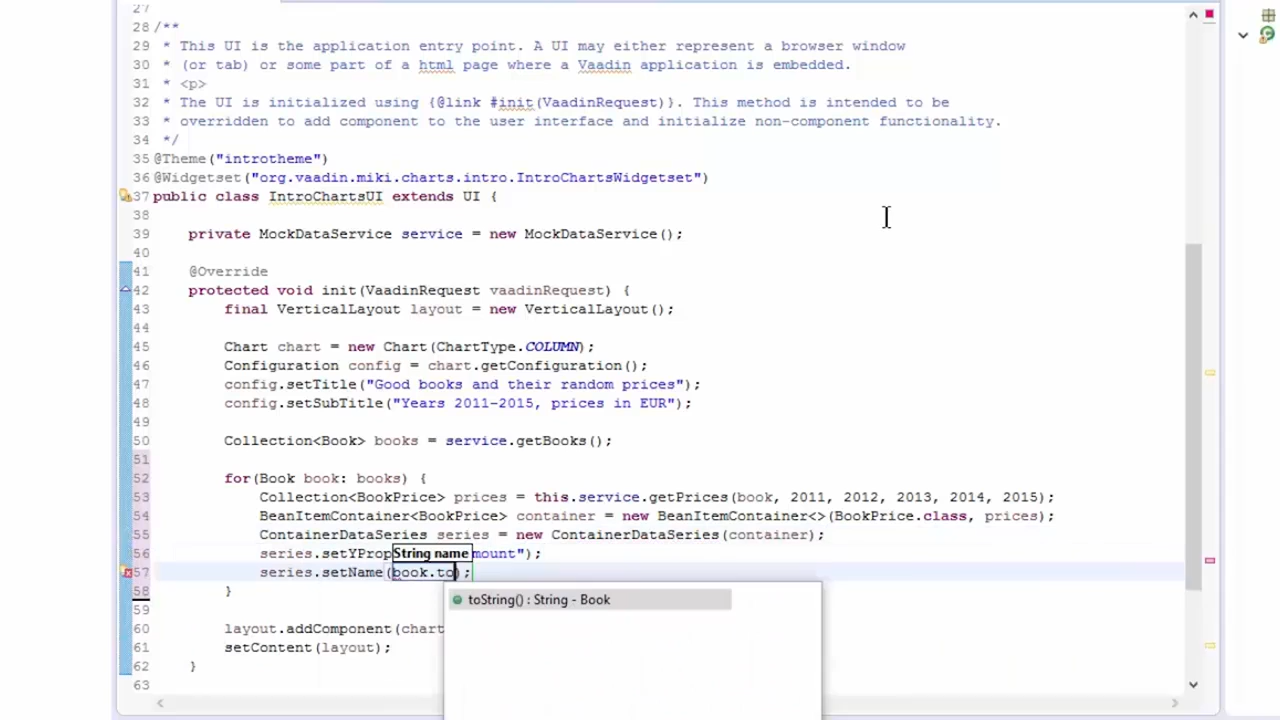 27
28 /**
29  * This UI is the application entry point. A UI may either represent a browser window
30  * (or tab) or some part of a html page where a Vaadin application is embedded.
31  * <p>
32  * The UI is initialized using {@link #init(VaadinRequest)}. This method is intended to be
33  * overridden to add component to the user interface and initialize non-component functionality.
34  */
35 @Theme("introtheme")
36 @Widgetset("org.vaadin.miki.charts.intro.IntroChartsWidgetset")
37 public class IntroChartsUI extends UI {
38
39     private MockDataService service = new MockDataService();
40
41     @Override
42     protected void init(VaadinRequest vaadinRequest) {
43         final VerticalLayout layout = new VerticalLayout();
44
45         Chart chart = new Chart(ChartType.COLUMN);
46         Configuration config = chart.getConfiguration();
47         config.setTitle("Good books and their random prices");
48         config.setSubTitle("Years 2011-2015, prices in EUR");
49
50         Collection<Book> books = service.getBooks();
51
52         for(Book book: books) {
53             Collection<BookPrice> prices = this.service.getPrices(book, 2011, 2012, 2013, 2014, 2015);
54             BeanItemContainer<BookPrice> container = new BeanItemContainer<>(BookPrice.class, prices);
55             ContainerDataSeries series = new ContainerDataSeries(container);
56             series.setYProp String name mount");
57             series.setName(book.to);
58         }
toString() : String - Book
59
60         layout.addComponent(chart
61         setContent(layout);
62     }
63